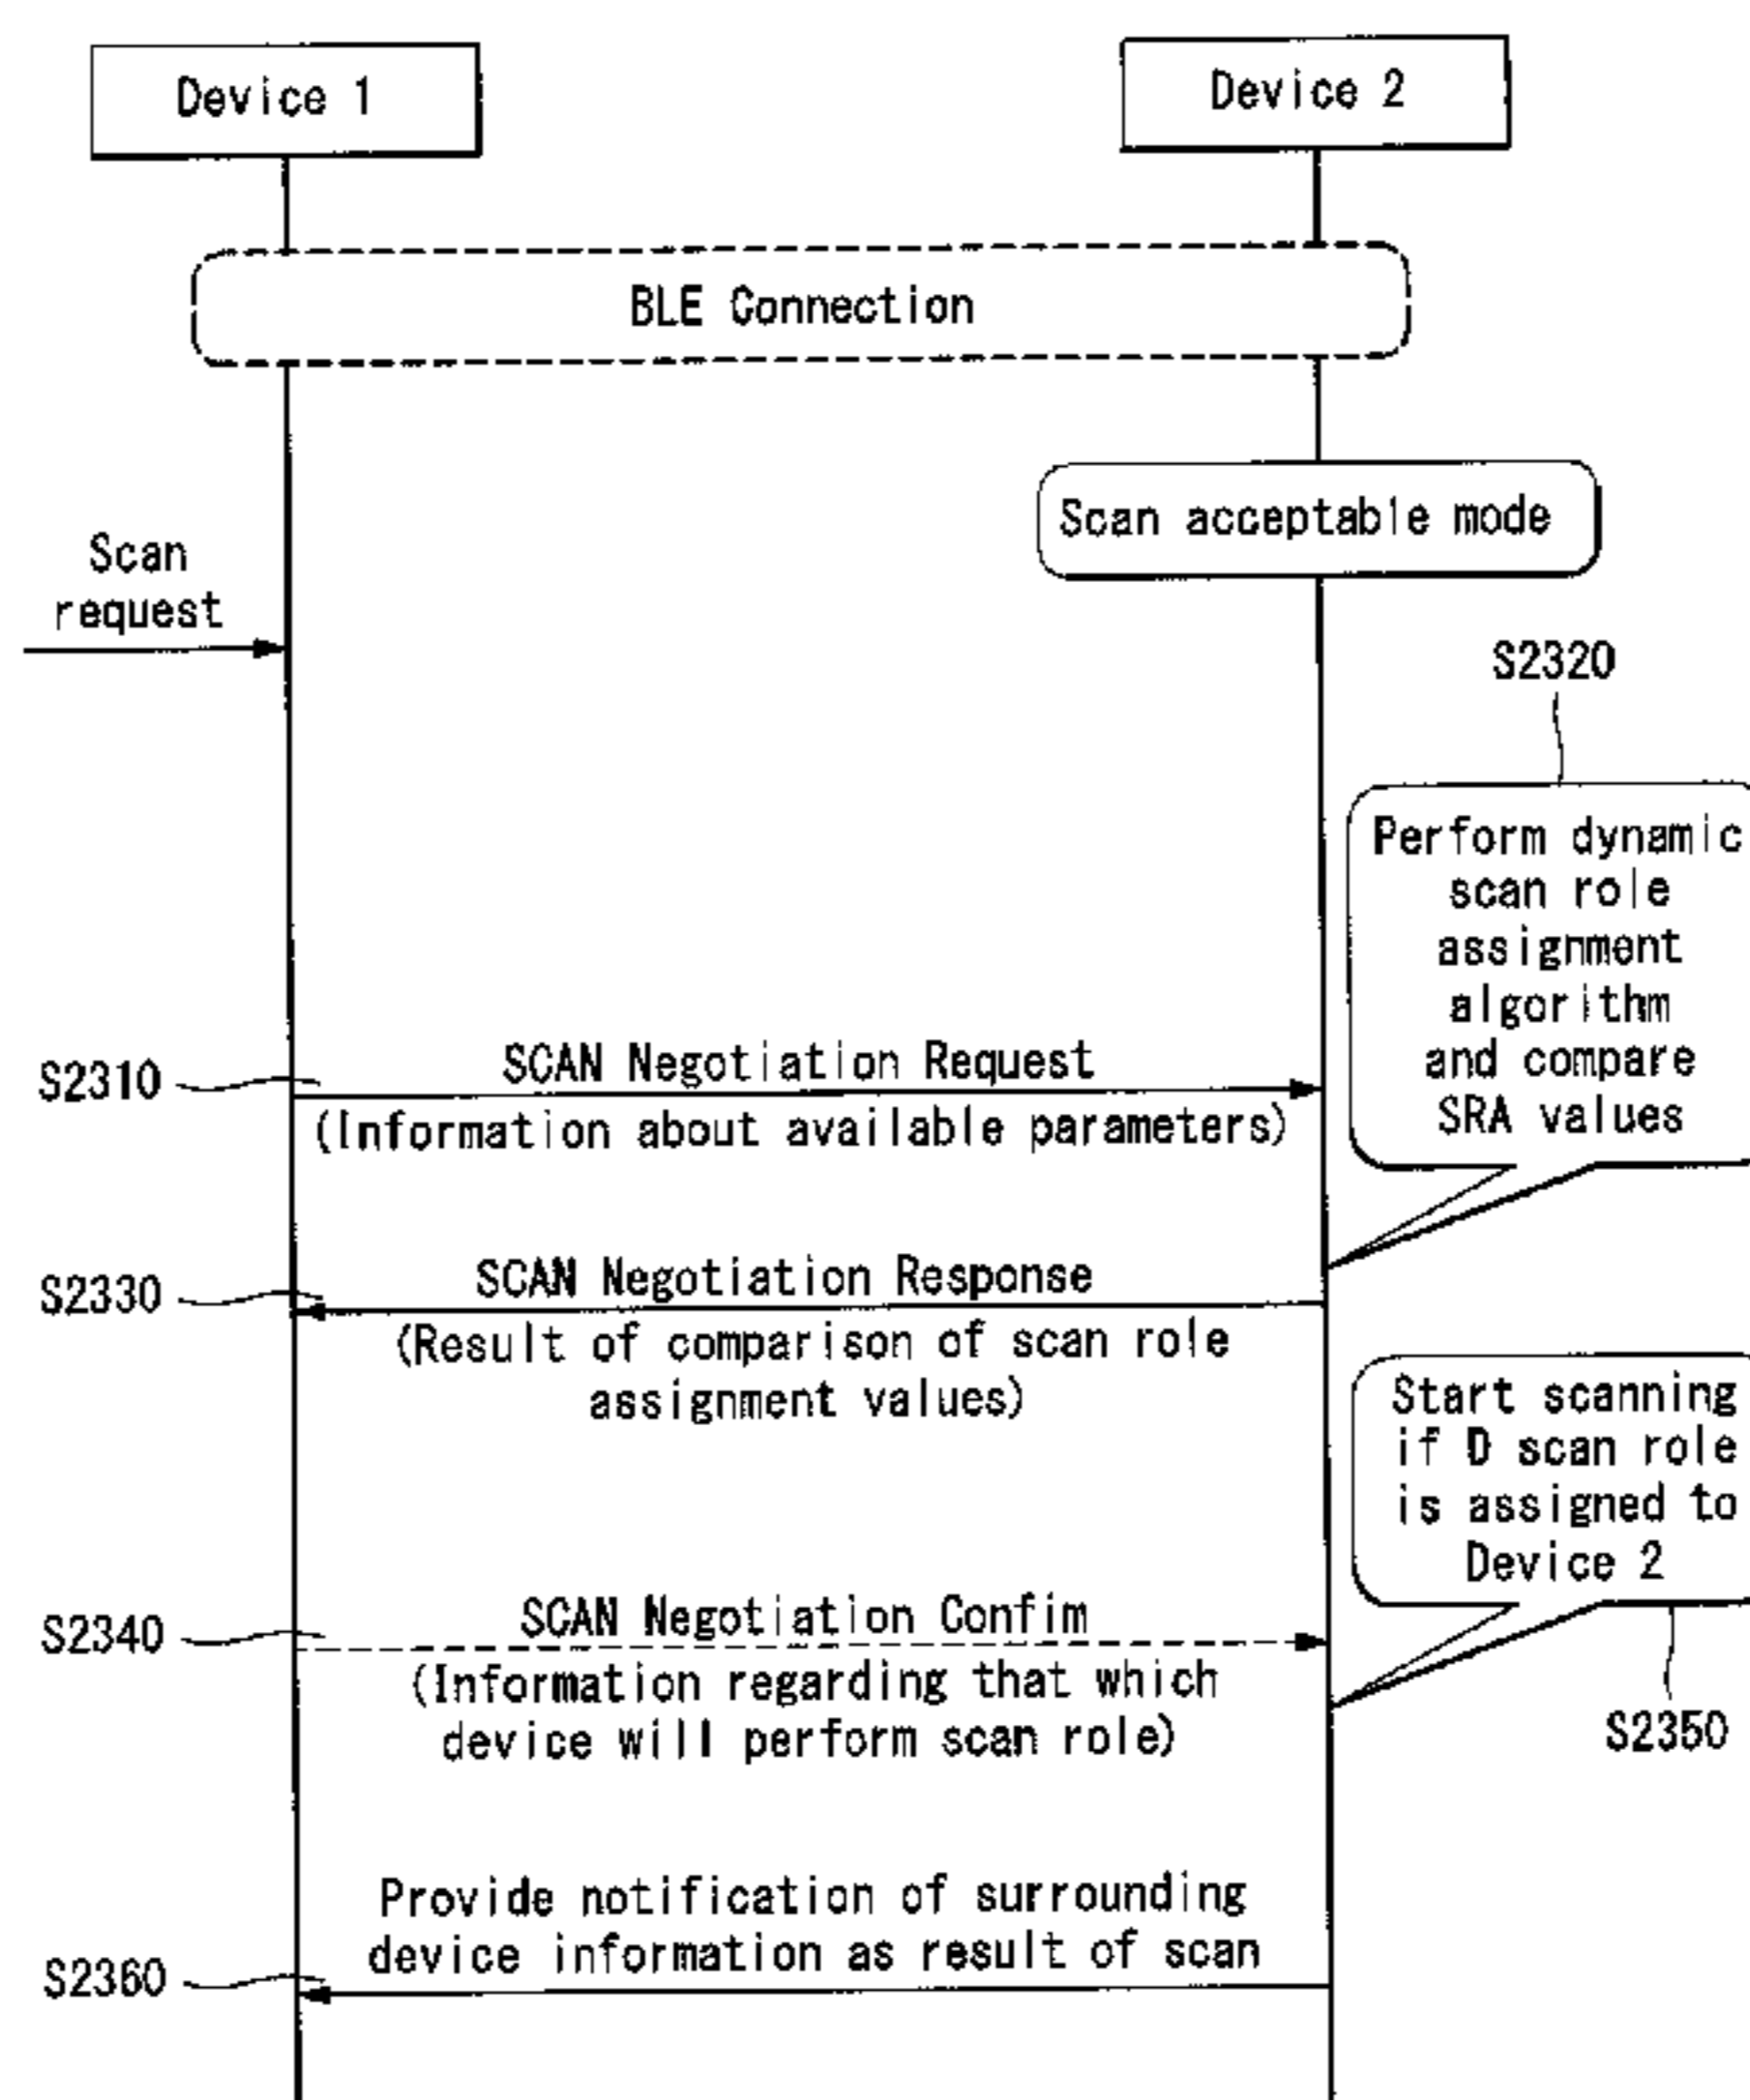 Device 1
Device 2
BLE Connection
Scan acceptable mode
Scan
request
S2320
Perform dynamic
scan role
assignment
algorithm
and compare
SRA values
S2310
SCAN Negotiation Request
(Information about available parameters)
S2330
SCAN Negotiation Response
(Result of comparison of scan role
assignment values)
Start scanning
if D scan role
is assigned to
Device 2
S2340
SCAN Negotiation Confim
(Information regarding that which
device will perform scan role)
S2350
Provide notification of surrounding
device information as result of scan
S2360